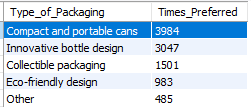 Type_of_Packaging Times_Preferred
Compact and portable cans 3984
Innovative bottle design 3047
Collectible packaging 1501
Eco-friendly design 983
Other 485